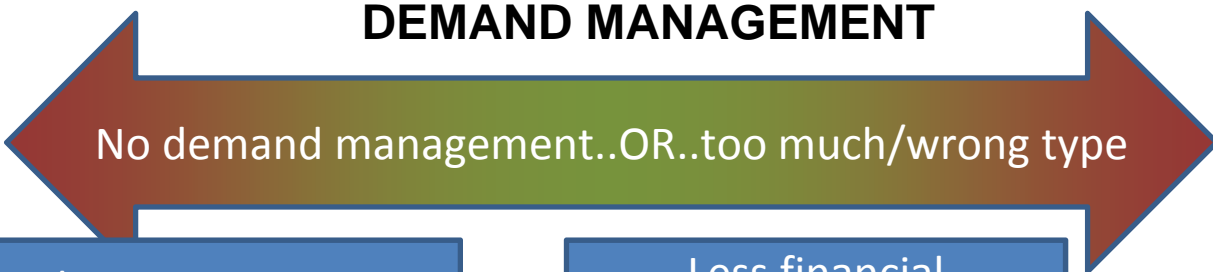 DEMAND MANAGEMENT
No demand management..OR..too much/wrong type
Less financial